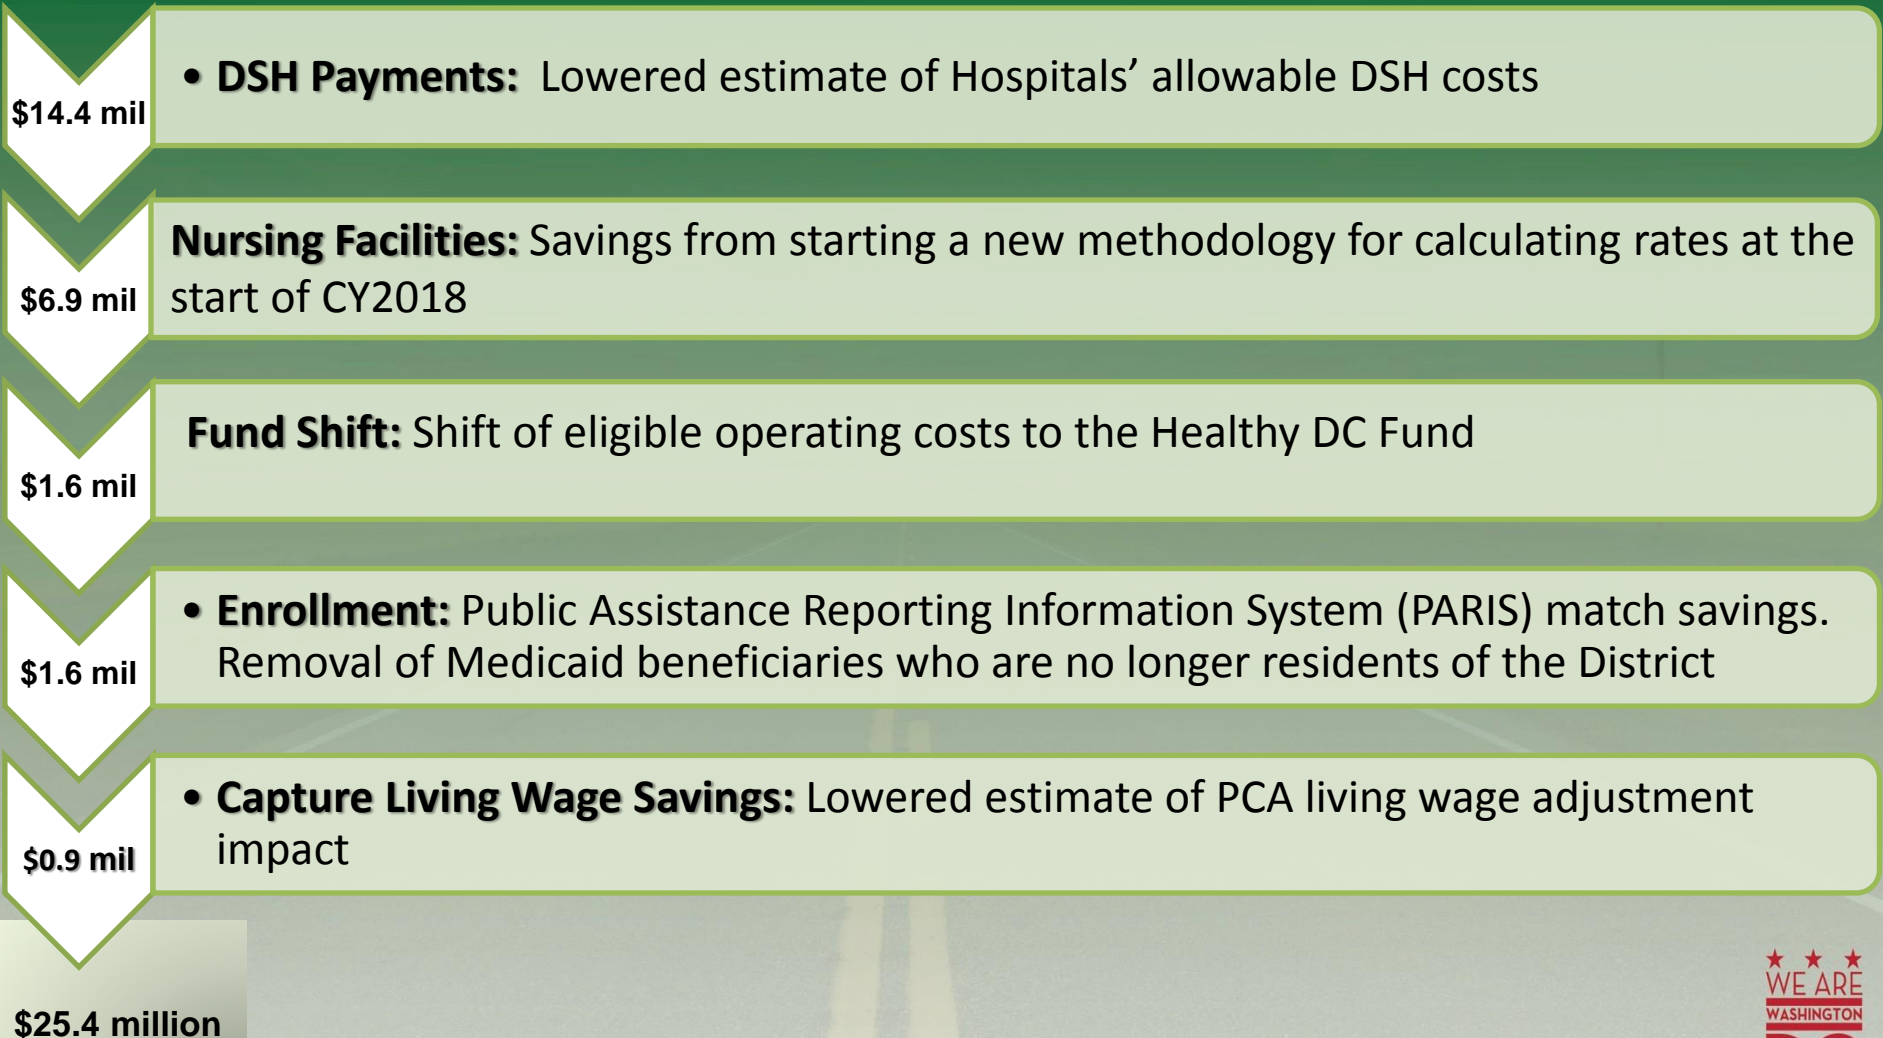 $14.4 mil
• DSH Payments: Lowered estimate of Hospitals’ allowable DSH costs
$6.9 mil
Nursing Facilities: Savings from starting a new methodology for calculating rates at the
start of CY2018
$1.6 mil
Fund Shift: Shift of eligible operating costs to the Healthy DC Fund
$1.6 mil
• Enrollment: Public Assistance Reporting Information System (PARIS) match savings.
Removal of Medicaid beneficiaries who are no longer residents of the District
$0.9 mil
• Capture Living Wage Savings: Lowered estimate of PCA living wage adjustment
impact
$25.4 million
WE ARE
WASHINGTON